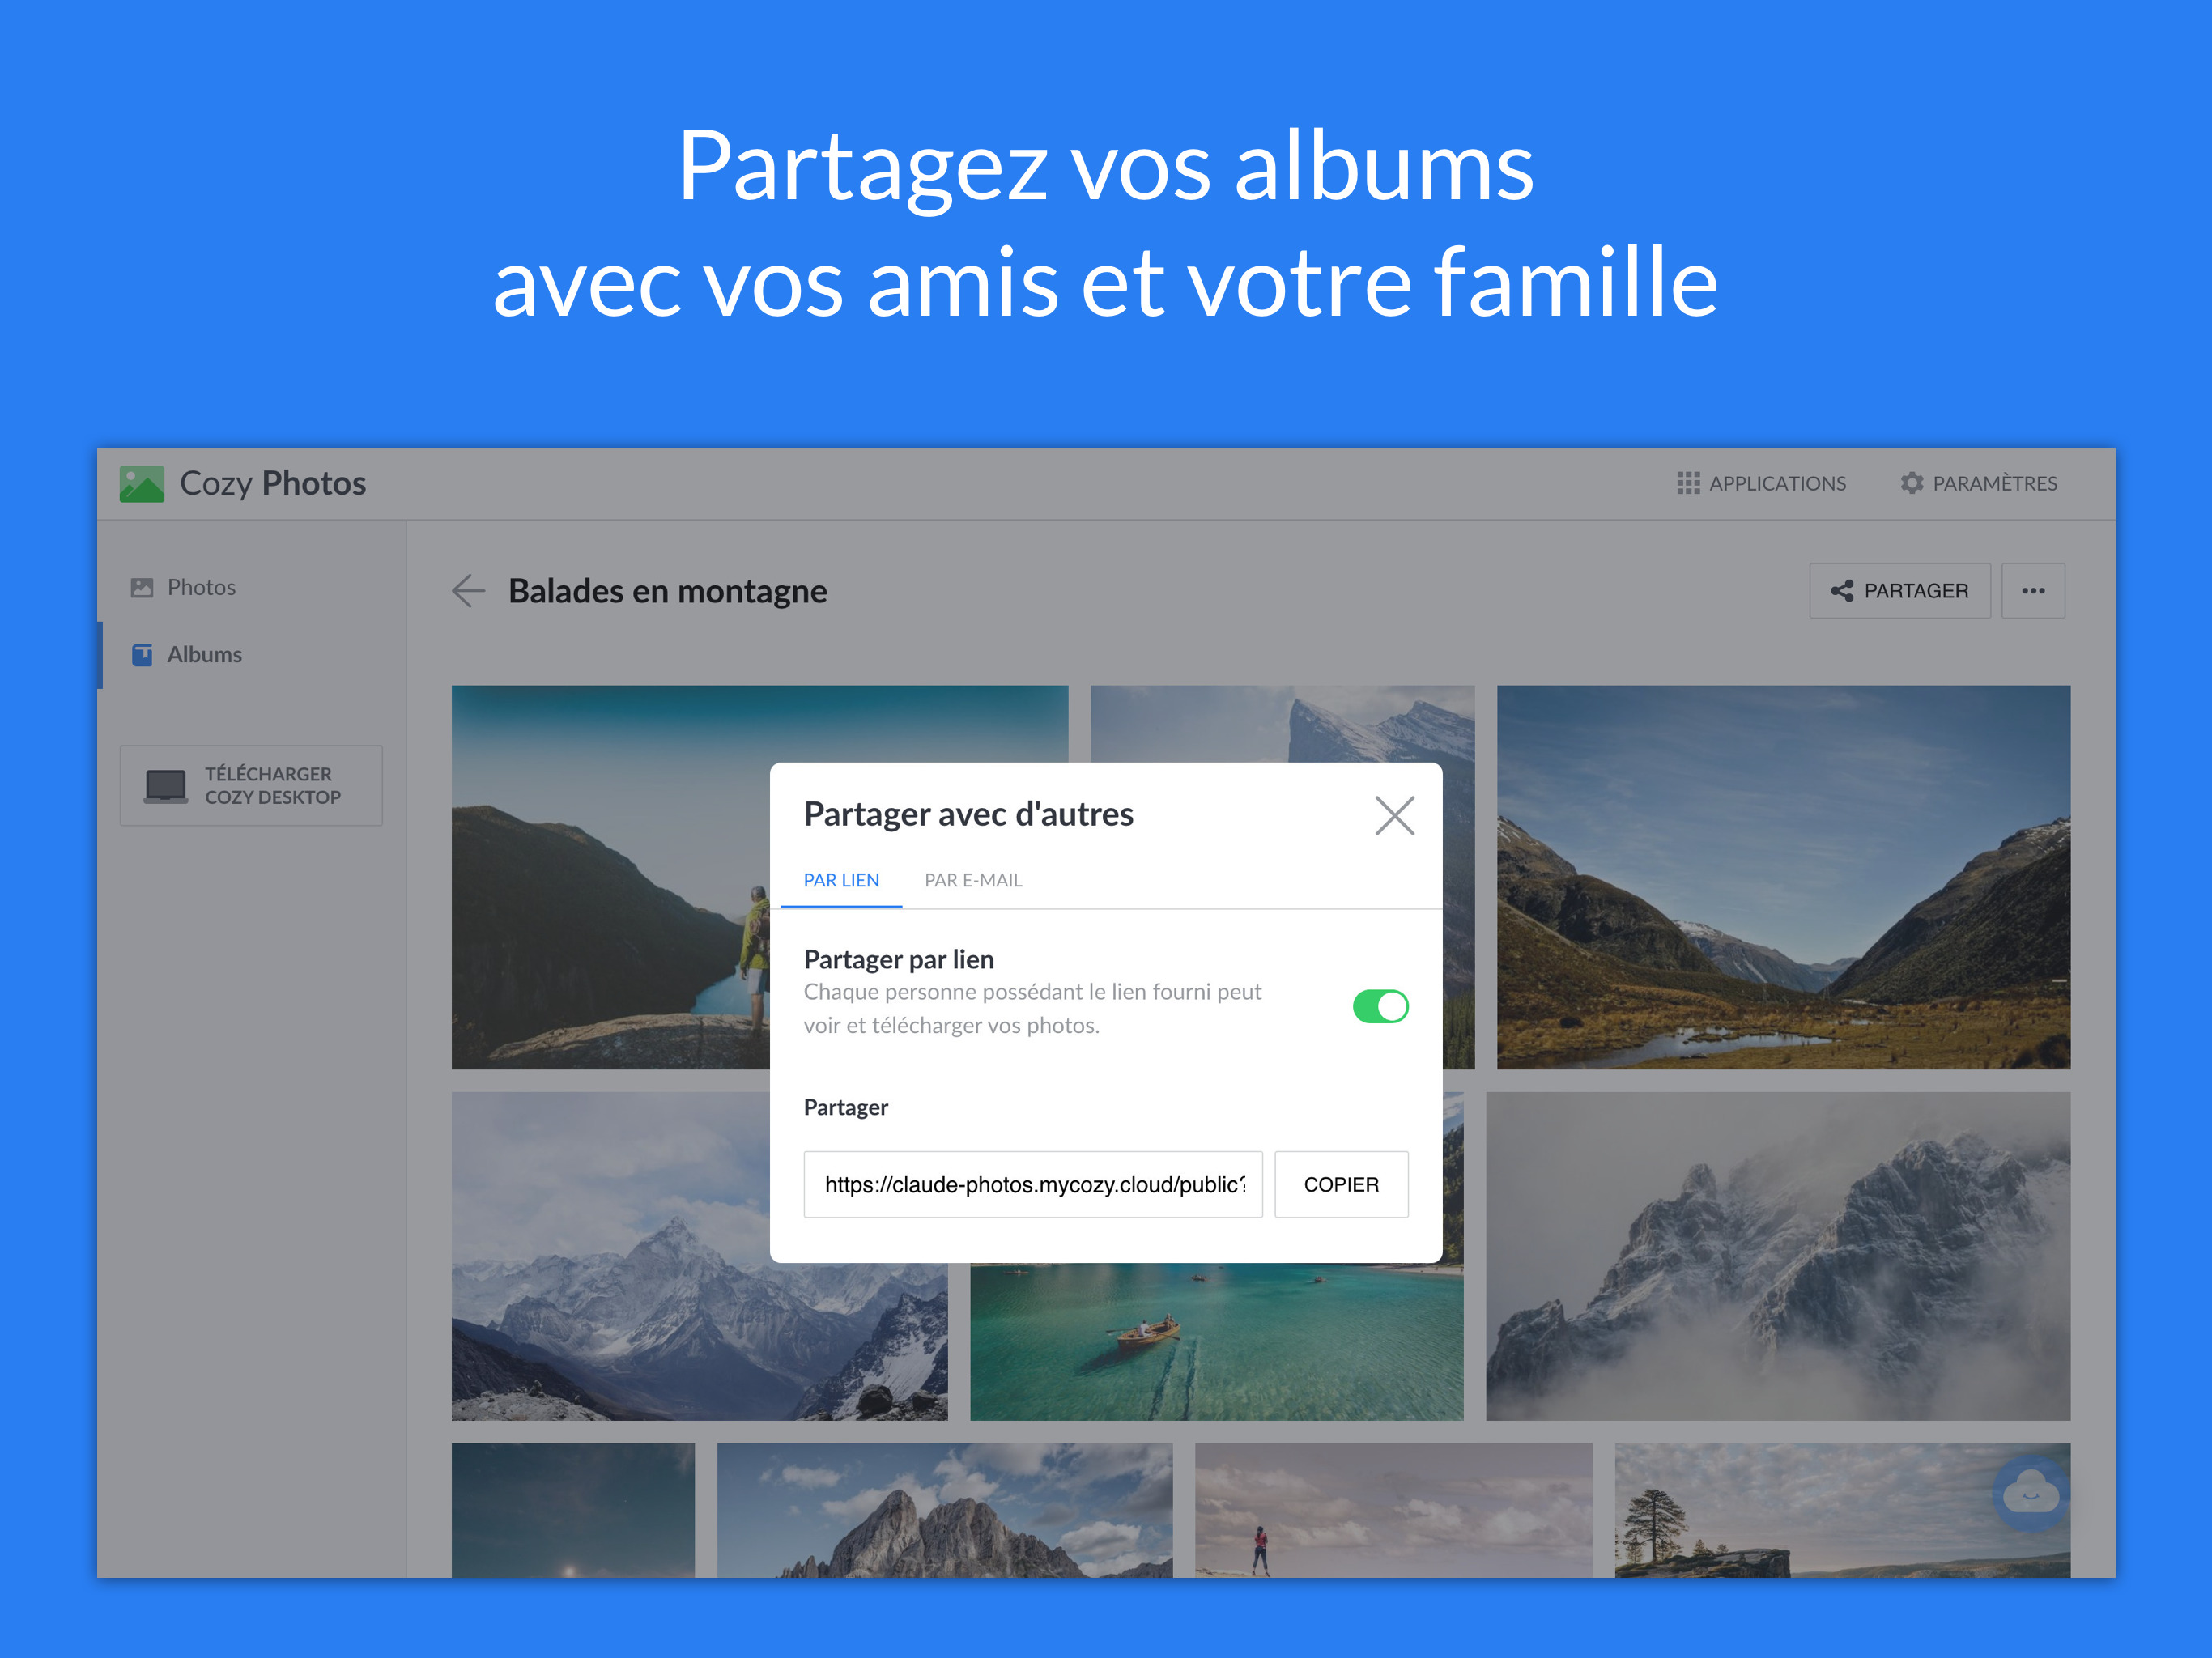 Partagez vos albums
avec vos amis et votre famille
Cozy Photos
APPLICATIONS
PARAMÈTRES
Photos
Albums
TÉLÉCHARGER
COZY DESKTOP
Balades en montagne
PARTAGER
Partager avec d'autres
PAR LIEN
PAR E-MAIL
Partager par lien
Chaque personne possédant le lien fourni peut
voir et télécharger vos photos.
Partager
https://claude-photos.mycozy.cloud/public?
COPIER